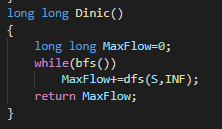 long long Dinic()
{
    long long MaxFlow=0;
    while(bfs())
        MaxFlow+=dfs(S,INF);
    return MaxFlow;
}